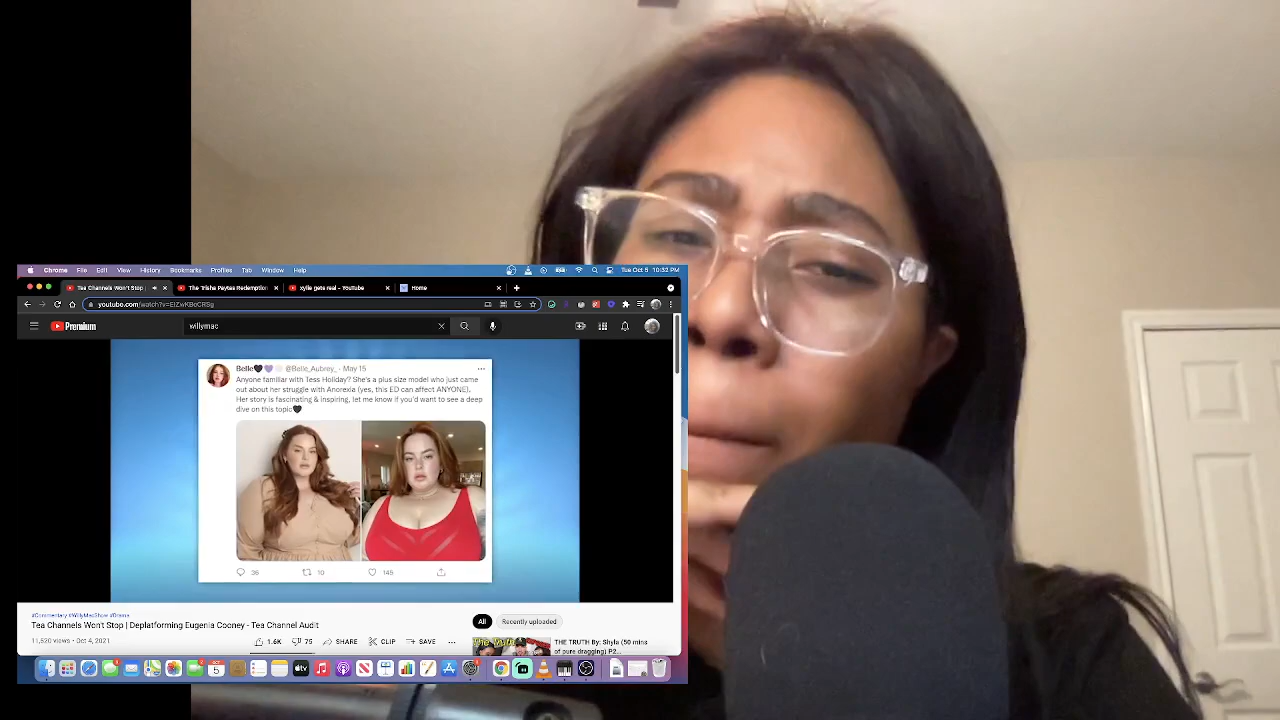 Chrome File Edit View History Bookmarks Profiles Tab Window Help Tue Oct 5 10:32 PM
Tea Channels Won't Stop | The Trisha Paytas Redemption xylie gets real - YouTube Home
youtube.com
Premium willymac
Belle🖤💜🤍 @Belle_Aubrey_ · May 15
Anyone familiar with Tess Holiday? She's a plus size model who just came
out about her struggle with Anorexia (yes, this ED can affect ANYONE).
Her story is fascinating & inspiring, let me know if you'd want to see a deep
dive on this topic🖤
36 10 145
#Commentary #WillyMacShow #Drama
Tea Channels Won't Stop | Deplatforming Eugenia Cooney - Tea Channel Audit
11,520 views • Oct 4, 2021
1.6K 75 SHARE CLIP SAVE
All Recently uploaded
THE TRUTH By: Shyla (50 mins
of pure dragging) P2...